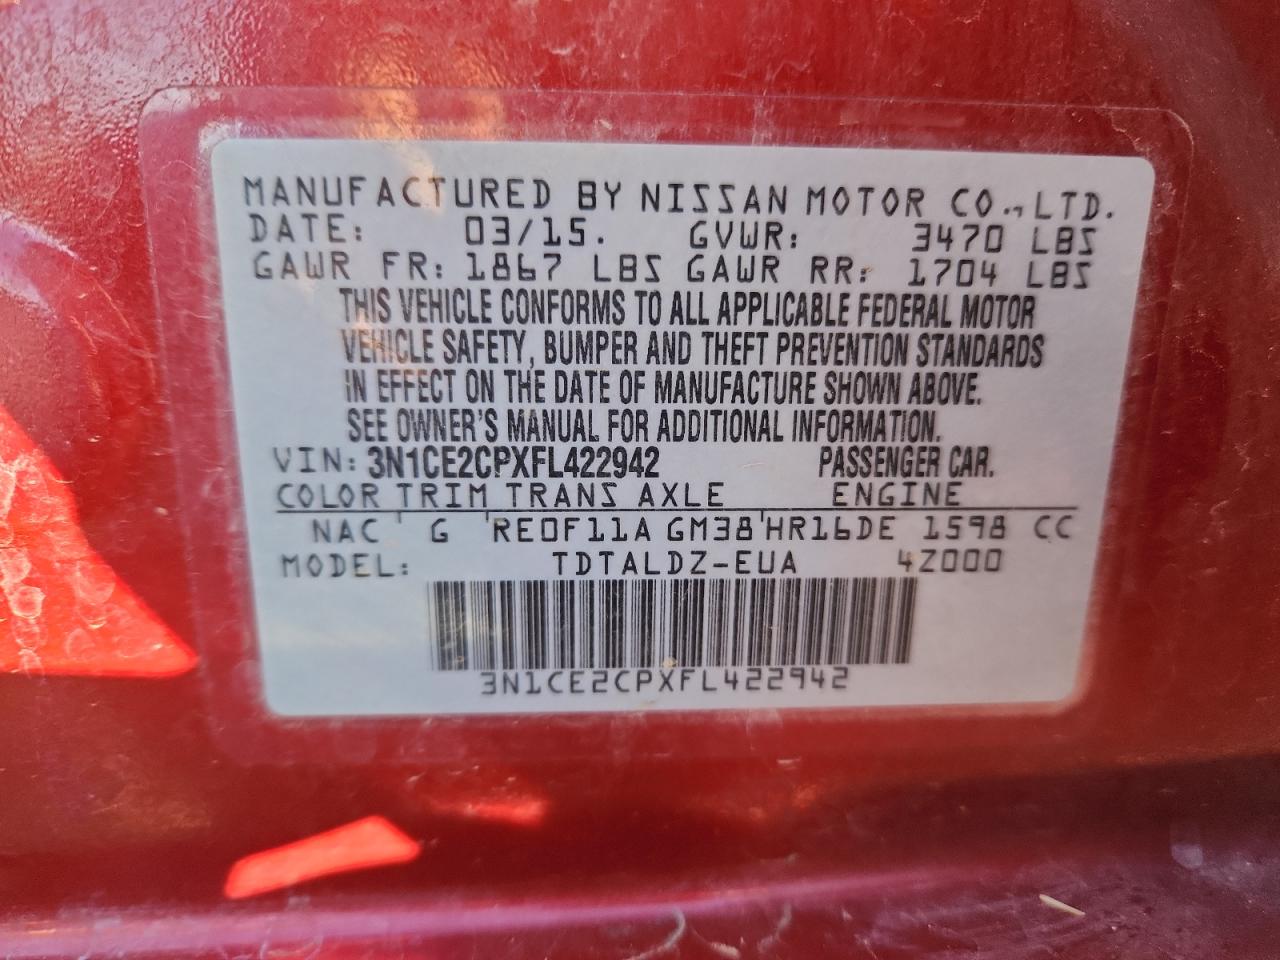 MANUFACTURED BY NISSAN MOTOR CO.,LTD.
DATE: 03/15. GVWR: 3470 LBS
GAWR FR: 1867 LBS GAWR RR: 1704 LBS
THIS VEHICLE CONFORMS TO ALL APPLICABLE FEDERAL MOTOR
VEHICLE SAFETY, BUMPER AND THEFT PREVENTION STANDARDS
IN EFFECT ON THE DATE OF MANUFACTURE SHOWN ABOVE.
SEE OWNER'S MANUAL FOR ADDITIONAL INFORMATION.
VIN: 3N1CE2CPXFL422942 PASSENGER CAR.
COLOR TRIM TRANS AXLE ENGINE
NAC G RE0F11A GM38 HR16DE 1598 CC
MODEL: TDTALDZ-EUA 4Z000
3N1CE2CPXFL422942